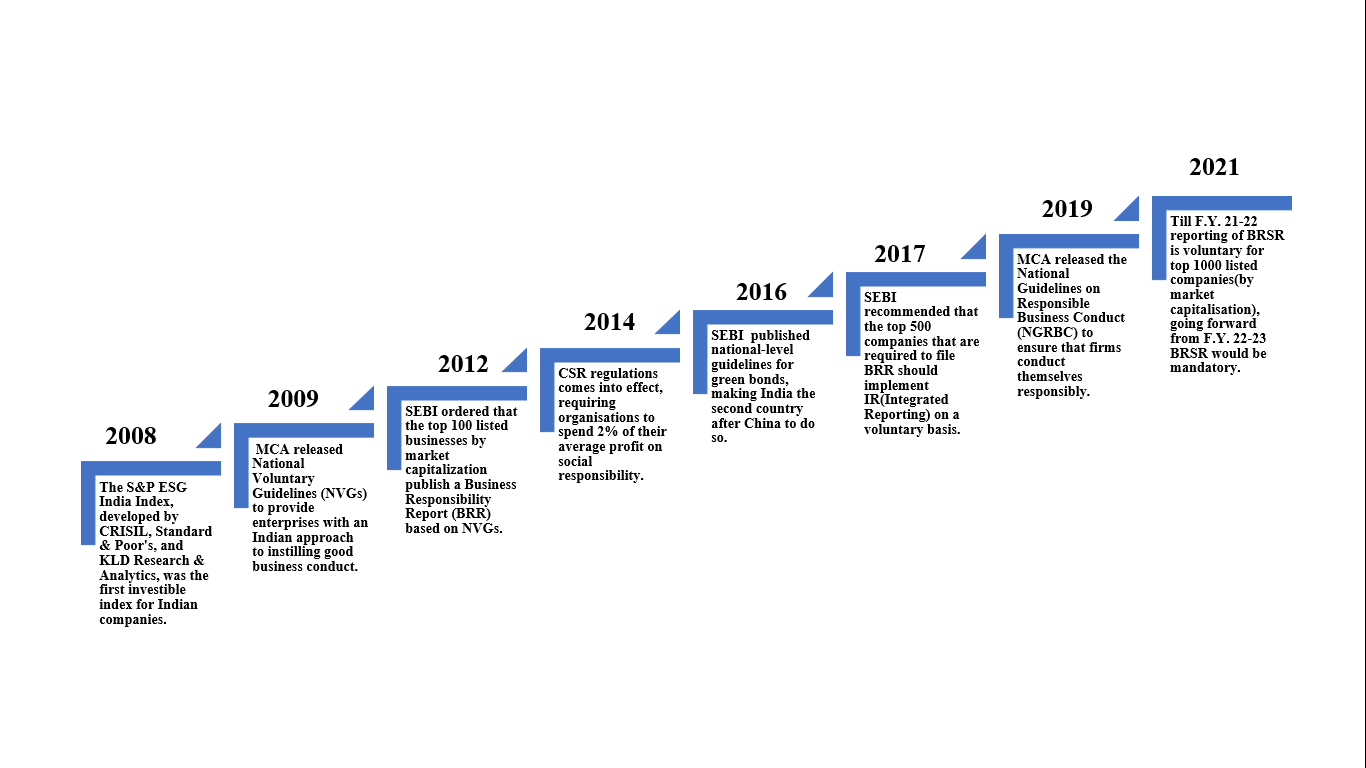 2008
The S&P ESG
India Index,
developed by
CRISIL, Standard
& Poor's, and
KLD Research &
Analytics, was the
first investible
index for Indian
companies.
2009
MCA released
National
Voluntary
Guidelines (NVGs)
to provide
enterprises with an
Indian approach
to instilling good
business conduct.
2012
SEBI ordered that
the top 100 listed
businesses by
market
capitalization
publish a Business
Responsibility
Report (BRR)
based on NVGs.
2014
CSR regulations
comes into effect,
requiring
organisations to
spend 2% of their
average profit on
social
responsibility.
2016
SEBI  published
national-level
guidelines for
green bonds,
making India the
second country
after China to do
so.
2017
SEBI
recommended that
the top 500
companies that are
required to file
BRR should
implement
IR(Integrated
Reporting) on a
voluntary basis.
2019
MCA released the
National
Guidelines on
Responsible
Business Conduct
(NGRBC) to
ensure that firms
conduct
themselves
responsibly.
2021
Till F.Y. 21-22
reporting of BRSR
is voluntary for
top 1000 listed
companies(by
market
capitalisation),
going forward
from F.Y. 22-23
BRSR would be
mandatory.